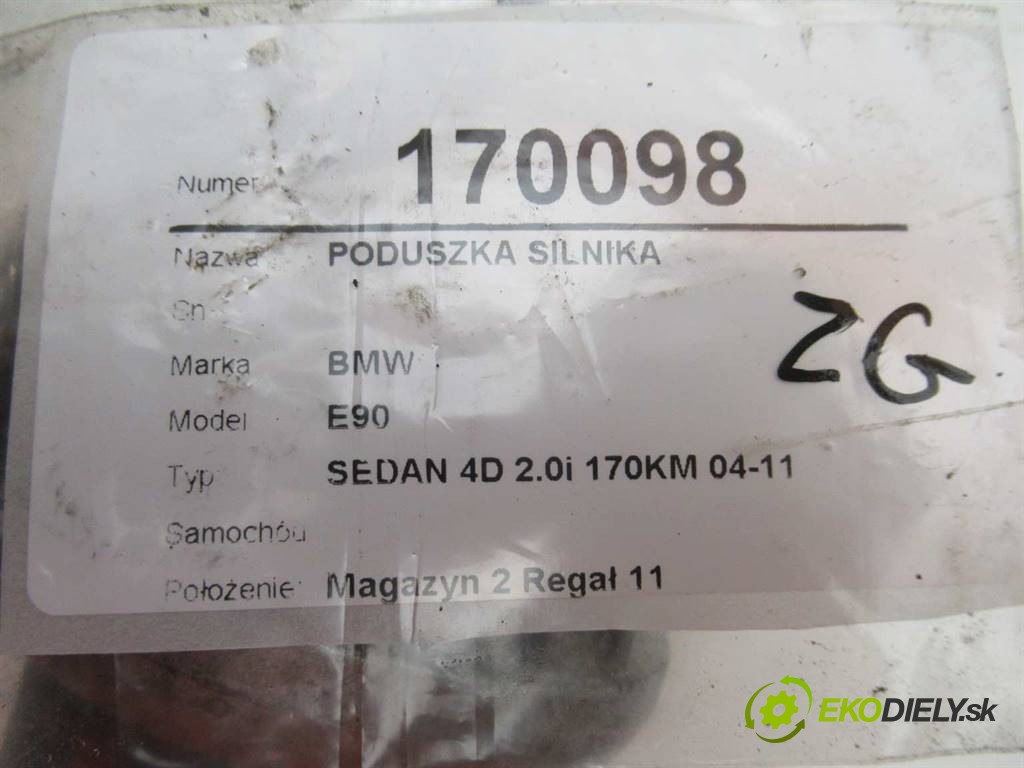 Numer 170098
Nazwa PODUSZKA SILNIKA
Sn
Marka BMW
Model E90
Typ SEDAN 4D 2.0i 170KM 04-11
Samochód
Położenie Magazyn 2 Regał 11
ZG
EKODIELY.sk